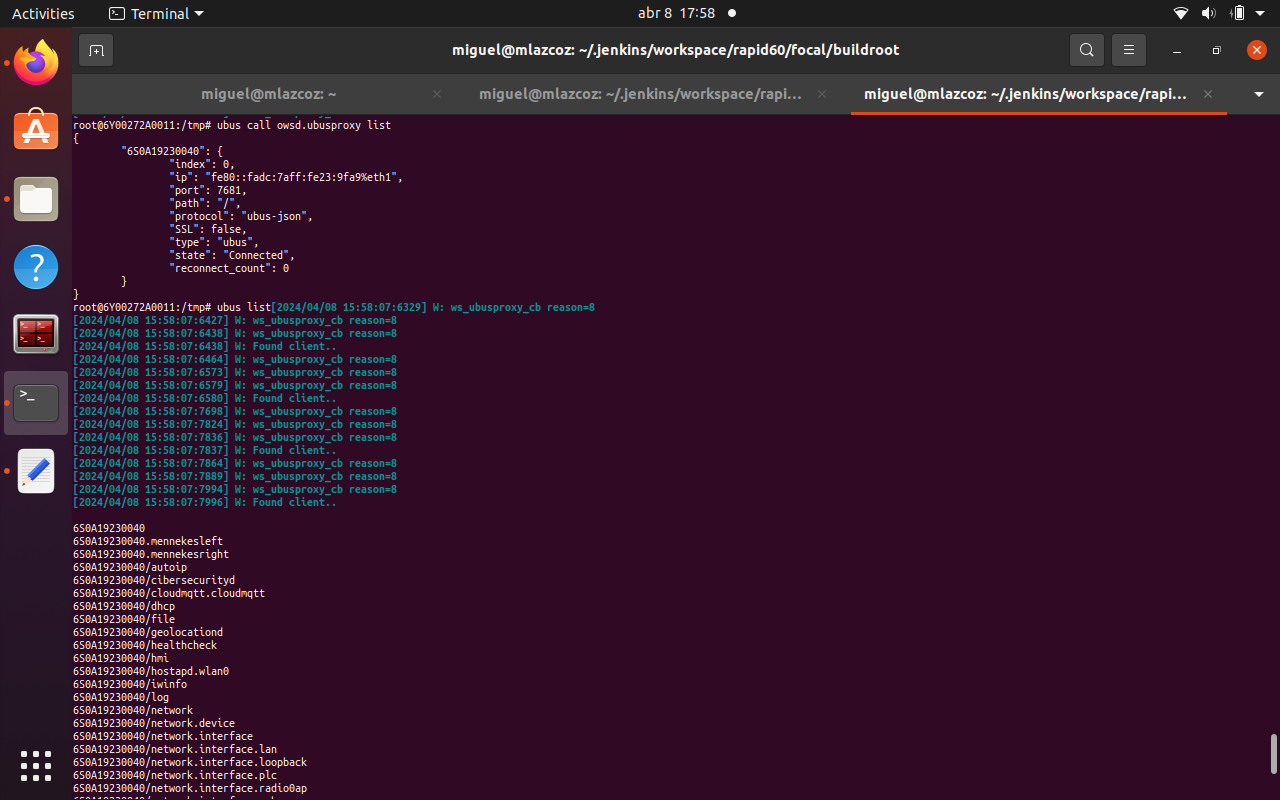 Activities
Terminal
abr 8 17:58
miguel@mlazcoz: ~/.jenkins/workspace/rapid60/focal/buildroot
miguel@mlazcoz: ~
miguel@mlazcoz: ~/.jenkins/workspace/rapi...
miguel@mlazcoz: ~/.jenkins/workspace/rapi...
root@6Y00272A0011:/tmp# ubus call owsd.ubusproxy list
{
"6S0A19230040": {
"index": 0,
"ip": "fe80::fadc:7aff:fe23:9fa9%eth1",
"port": 7681,
"path": "/",
"protocol": "ubus-json",
"SSL": false,
"type": "ubus",
"state": "Connected",
"reconnect_count": 0
}
}
root@6Y00272A0011:/tmp# ubus list[2024/04/08 15:58:07:6329] W: ws_ubusproxy_cb reason=8
[2024/04/08 15:58:07:6427] W: ws_ubusproxy_cb reason=8
[2024/04/08 15:58:07:6438] W: ws_ubusproxy_cb reason=8
[2024/04/08 15:58:07:6438] W: Found client..
[2024/04/08 15:58:07:6464] W: ws_ubusproxy_cb reason=8
[2024/04/08 15:58:07:6573] W: ws_ubusproxy_cb reason=8
[2024/04/08 15:58:07:6579] W: ws_ubusproxy_cb reason=8
[2024/04/08 15:58:07:6580] W: Found client..
[2024/04/08 15:58:07:7698] W: ws_ubusproxy_cb reason=8
[2024/04/08 15:58:07:7824] W: ws_ubusproxy_cb reason=8
[2024/04/08 15:58:07:7836] W: ws_ubusproxy_cb reason=8
[2024/04/08 15:58:07:7837] W: Found client..
[2024/04/08 15:58:07:7864] W: ws_ubusproxy_cb reason=8
[2024/04/08 15:58:07:7889] W: ws_ubusproxy_cb reason=8
[2024/04/08 15:58:07:7994] W: ws_ubusproxy_cb reason=8
[2024/04/08 15:58:07:7996] W: Found client..
6S0A19230040
6S0A19230040.mennekesleft
6S0A19230040.mennekesright
6S0A19230040/autoip
6S0A19230040/cibersecurityd
6S0A19230040/cloudmqtt.cloudmqtt
6S0A19230040/dhcp
6S0A19230040/file
6S0A19230040/geolocationd
6S0A19230040/healthcheck
6S0A19230040/hmi
6S0A19230040/hostapd.wlan0
6S0A19230040/iwinfo
6S0A19230040/log
6S0A19230040/network
6S0A19230040/network.device
6S0A19230040/network.interface
6S0A19230040/network.interface.lan
6S0A19230040/network.interface.loopback
6S0A19230040/network.interface.plc
6S0A19230040/network.interface.radio0ap